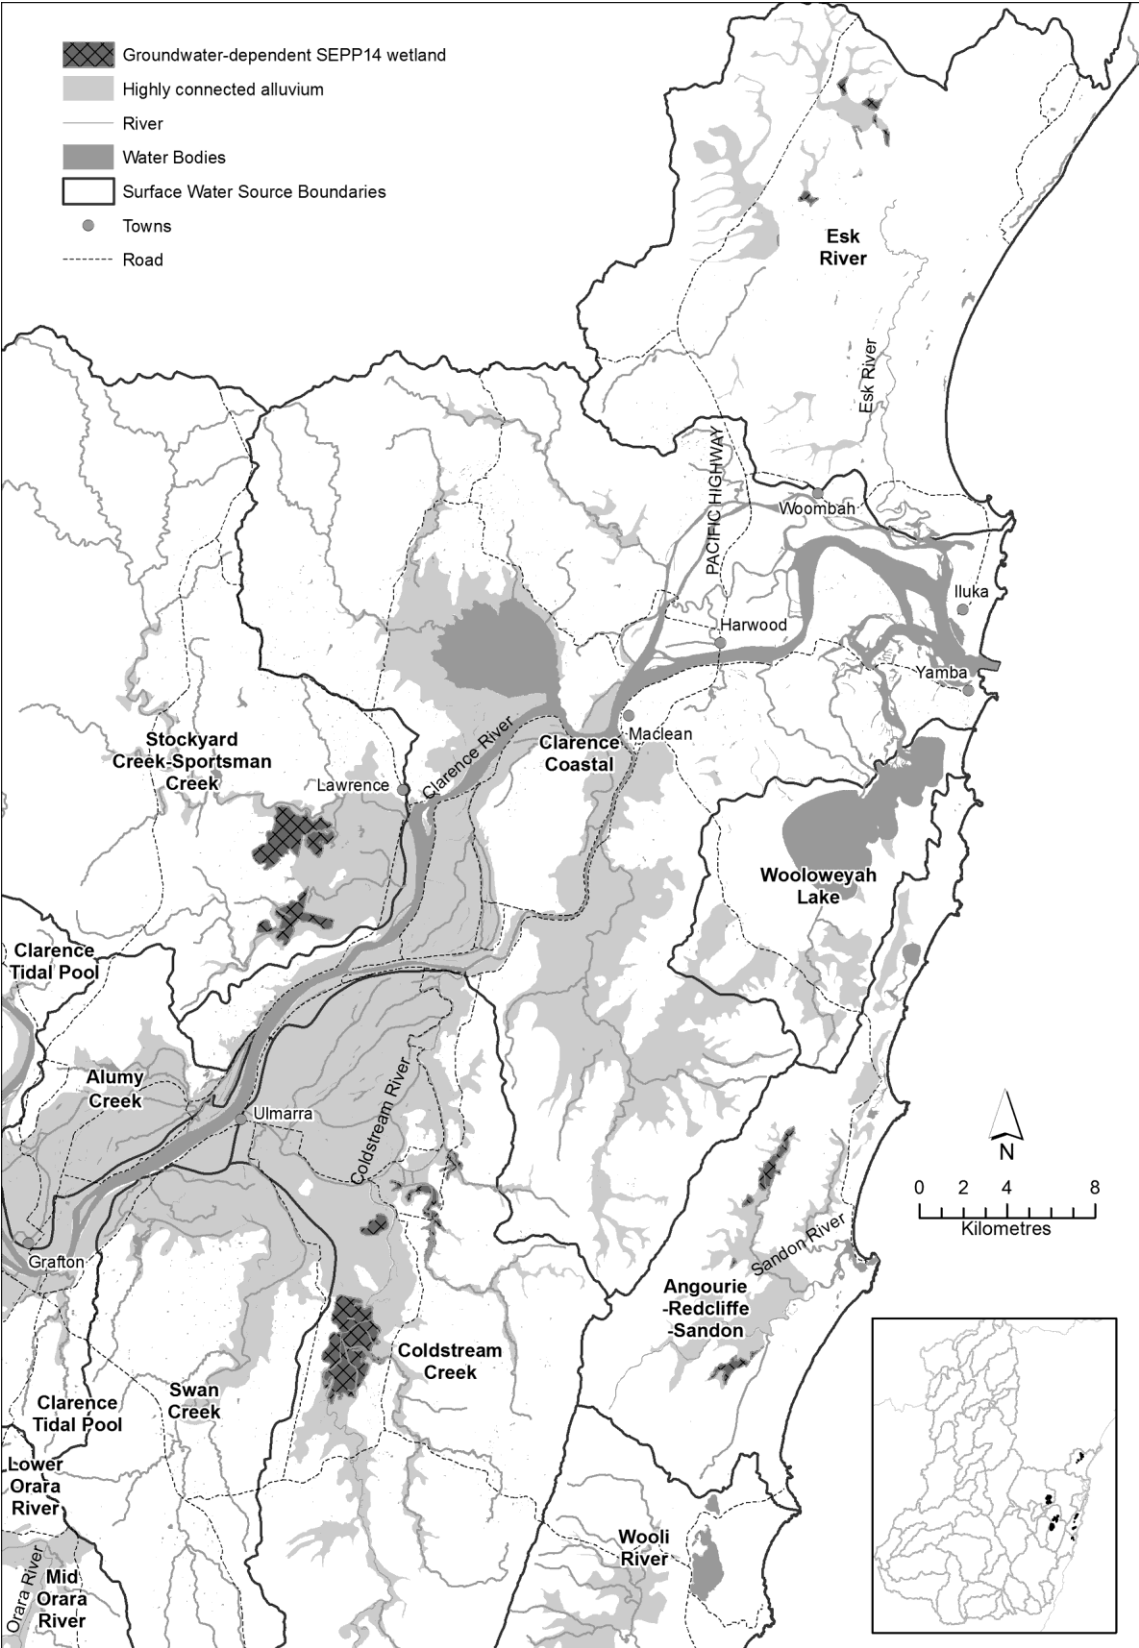 Groundwater-dependent SEPP14 wetland
Highly connected alluvium
River
Water Bodies
Surface Water Source Boundaries
Towns
Road
Esk
River
Esk River
PACIFIC HIGHWAY
Woombah
Iluka
Harwood
Yamba
Maclean
Clarence River
Clarence
Coastal
Stockyard
Creek-Sportsman
Creek
Lawrence
Wooloweyah
Lake
Clarence
Tidal Pool
Alumy
Creek
Ulmarra
Coldstream River
N
0 2 4 8
Kilometres
Grafton
Sandon River
Angourie
-Redcliffe
-Sandon
Coldstream
Creek
Swan
Creek
Clarence
Tidal Pool
Lower
Orara
River
Wooli
River
Orara River
Mid
Orara
River